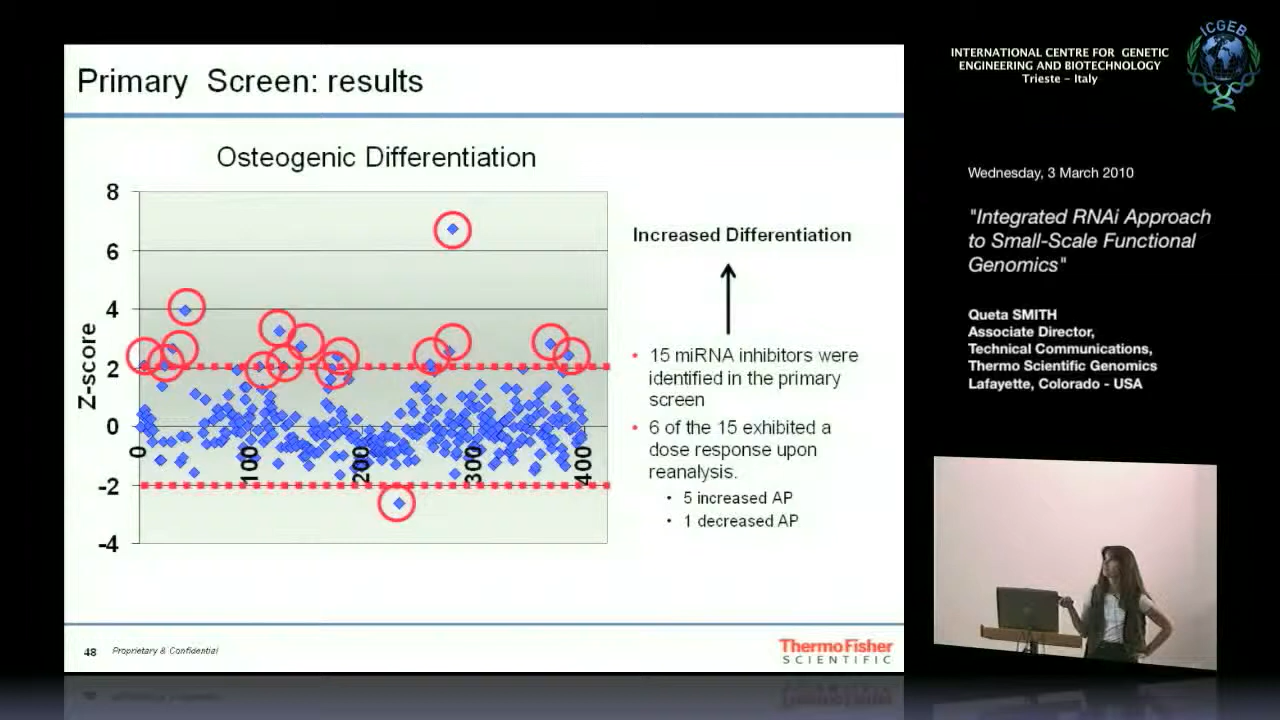 Primary Screen: results
Osteogenic Differentiation
8
6
4
2
0
-2
-4
Z-score
0
100
200
300
400
Increased Differentiation
• 15 miRNA inhibitors were
identified in the primary
screen
• 6 of the 15 exhibited a
dose response upon
reanalysis.
• 5 increased AP
• 1 decreased AP
48 Proprietary & Confidential
ThermoFisher
SCIENTIFIC
INTERNATIONAL CENTRE FOR GENETIC
ENGINEERING AND BIOTECHNOLOGY
Trieste - Italy
ICGEB
Wednesday, 3 March 2010
"Integrated RNAi Approach
to Small-Scale Functional
Genomics"
Queta SMITH
Associate Director,
Technical Communications,
Thermo Scientific Genomics
Lafayette, Colorado - USA